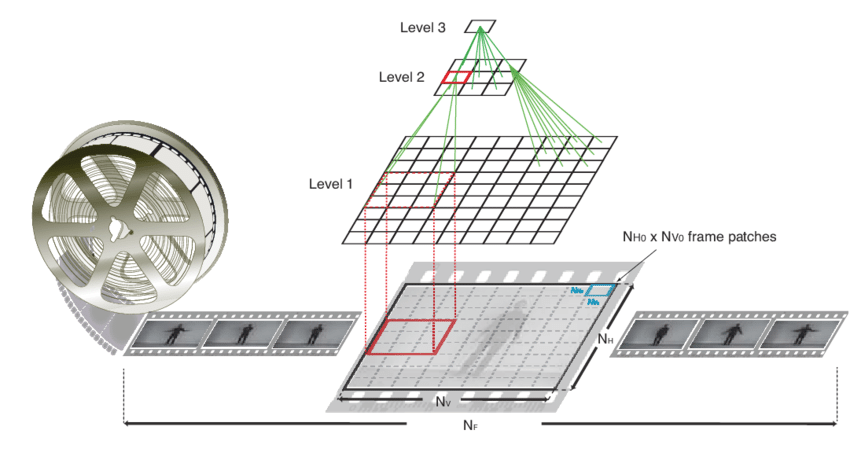 Level 3
Level 2
Level 1
NH0 x NV0 frame patches
NH
NV
NF